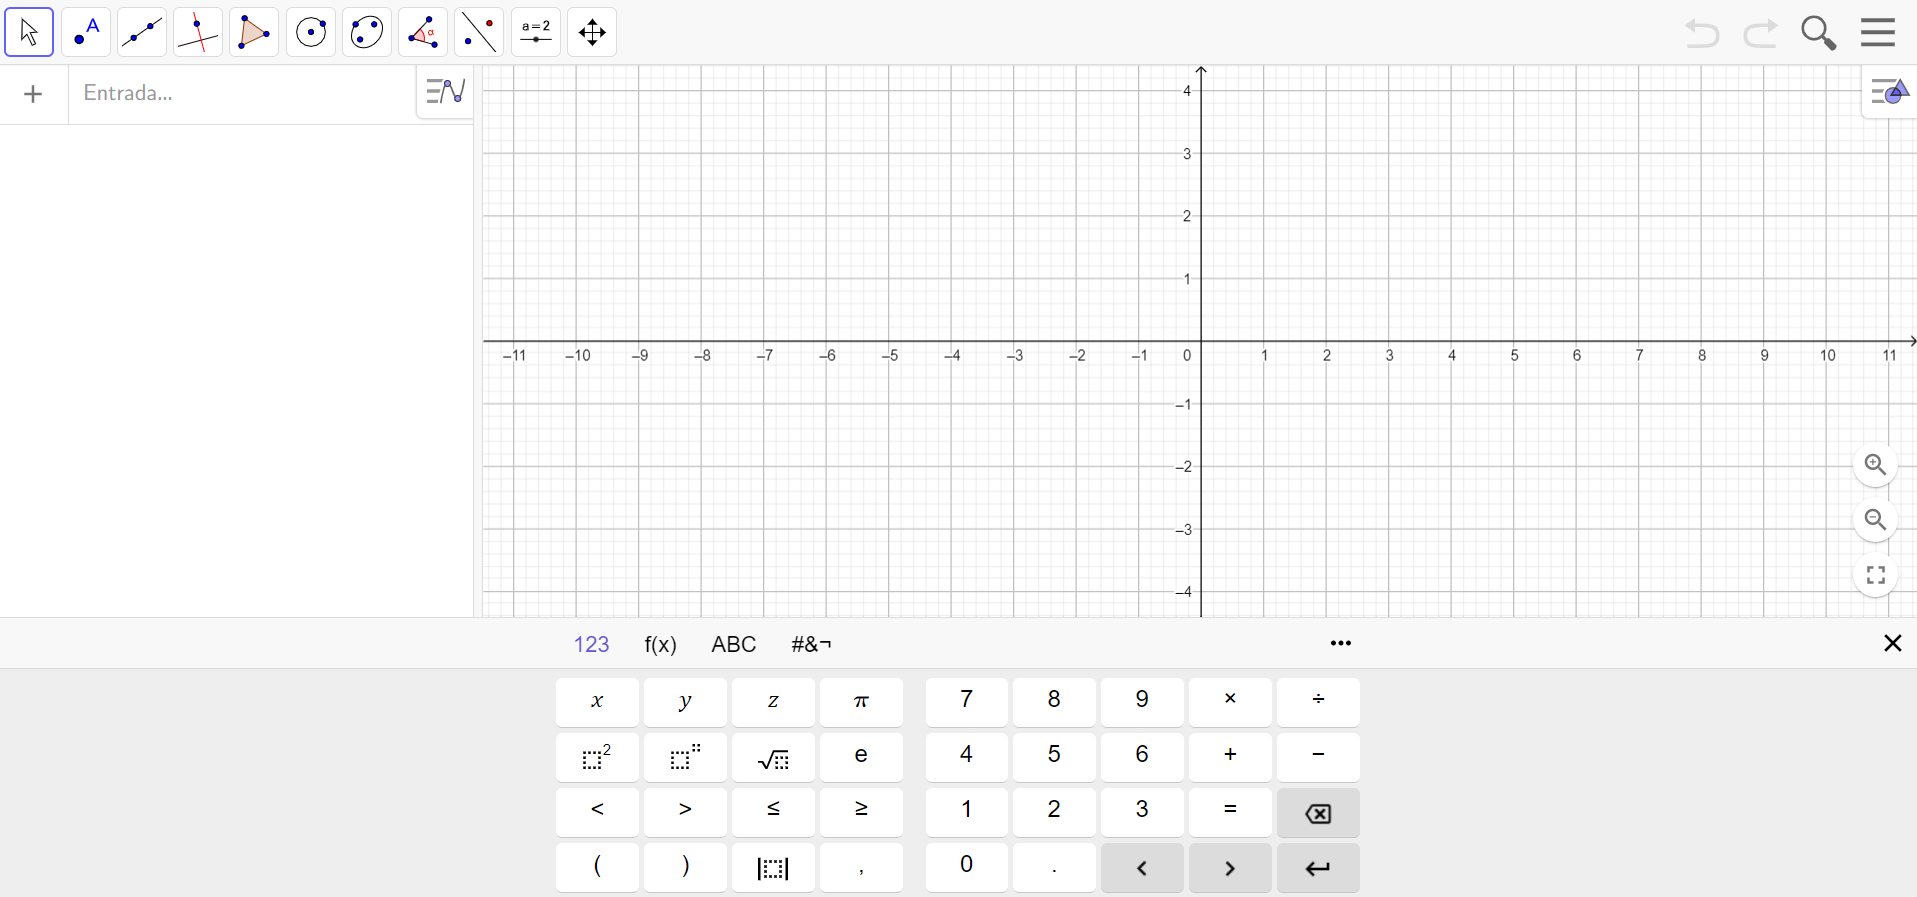 A
α
a=2
Entrada...
4
3
2
1
–11 –10 –9 –8 –7 –6 –5 –4 –3 –2 –1 0 1 2 3 4 5 6 7 8 9 10 11
–1
–2
–3
–4
123 f(x) ABC #&¬ •••
x y z π 7 8 9 × ÷
2 √ e 4 5 6 + −
< > ≤ ≥ 1 2 3 =
( ) | | , 0 . < >